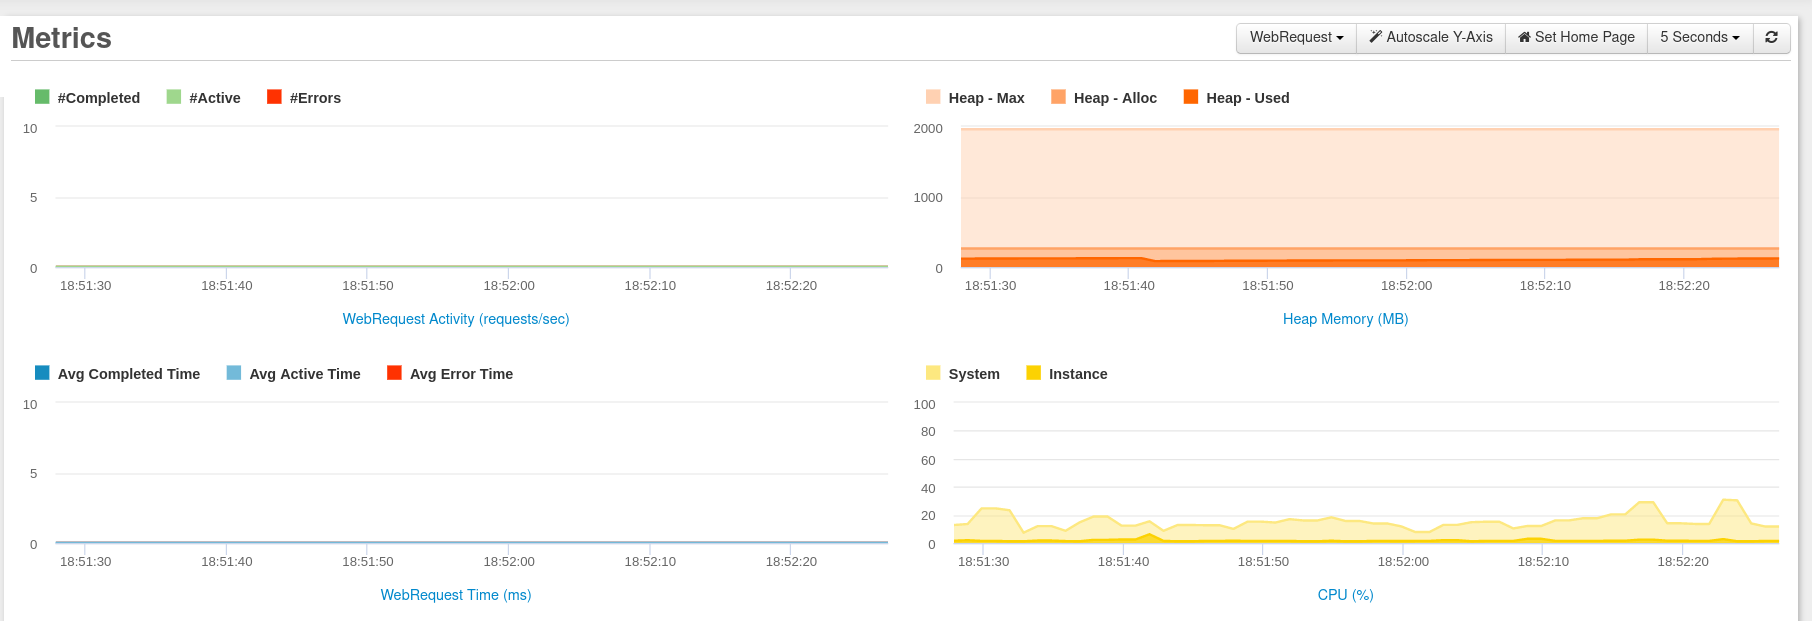 Metrics
WebRequest Autoscale Y-Axis Set Home Page 5 Seconds
#Completed #Active #Errors
10
5
0
18:51:30 18:51:40 18:51:50 18:52:00 18:52:10 18:52:20
WebRequest Activity (requests/sec)
Heap - Max Heap - Alloc Heap - Used
2000
1000
0
18:51:30 18:51:40 18:51:50 18:52:00 18:52:10 18:52:20
Heap Memory (MB)
Avg Completed Time Avg Active Time Avg Error Time
10
5
0
18:51:30 18:51:40 18:51:50 18:52:00 18:52:10 18:52:20
WebRequest Time (ms)
System Instance
100
80
60
40
20
0
18:51:30 18:51:40 18:51:50 18:52:00 18:52:10 18:52:20
CPU (%)